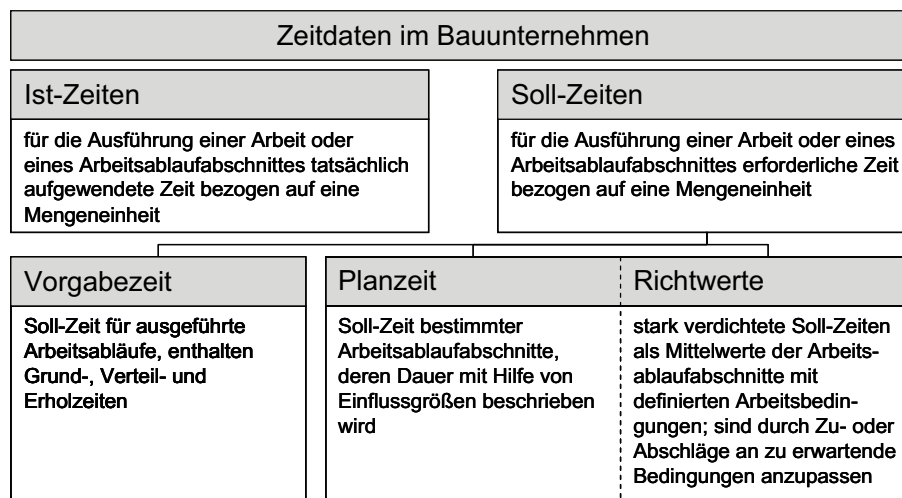 Zeitdaten im Bauunternehmen
Ist-Zeiten
für die Ausführung einer Arbeit oder
eines Arbeitsablaufabschnittes tatsächlich
aufgewendete Zeit bezogen auf eine
Mengeneinheit
Soll-Zeiten
für die Ausführung einer Arbeit oder eines
Arbeitsablaufabschnittes erforderliche Zeit
bezogen auf eine Mengeneinheit
Vorgabezeit
Soll-Zeit für ausgeführte
Arbeitsabläufe, enthalten
Grund-, Verteil- und
Erholzeiten
Planzeit
Soll-Zeit bestimmter
Arbeitsablaufabschnitte,
deren Dauer mit Hilfe von
Einflussgrößen beschrieben
wird
Richtwerte
stark verdichtete Soll-Zeiten
als Mittelwerte der Arbeits-
ablaufabschnitte mit
definierten Arbeitsbedin-
gungen; sind durch Zu- oder
Abschläge an zu erwartende
Bedingungen anzupassen